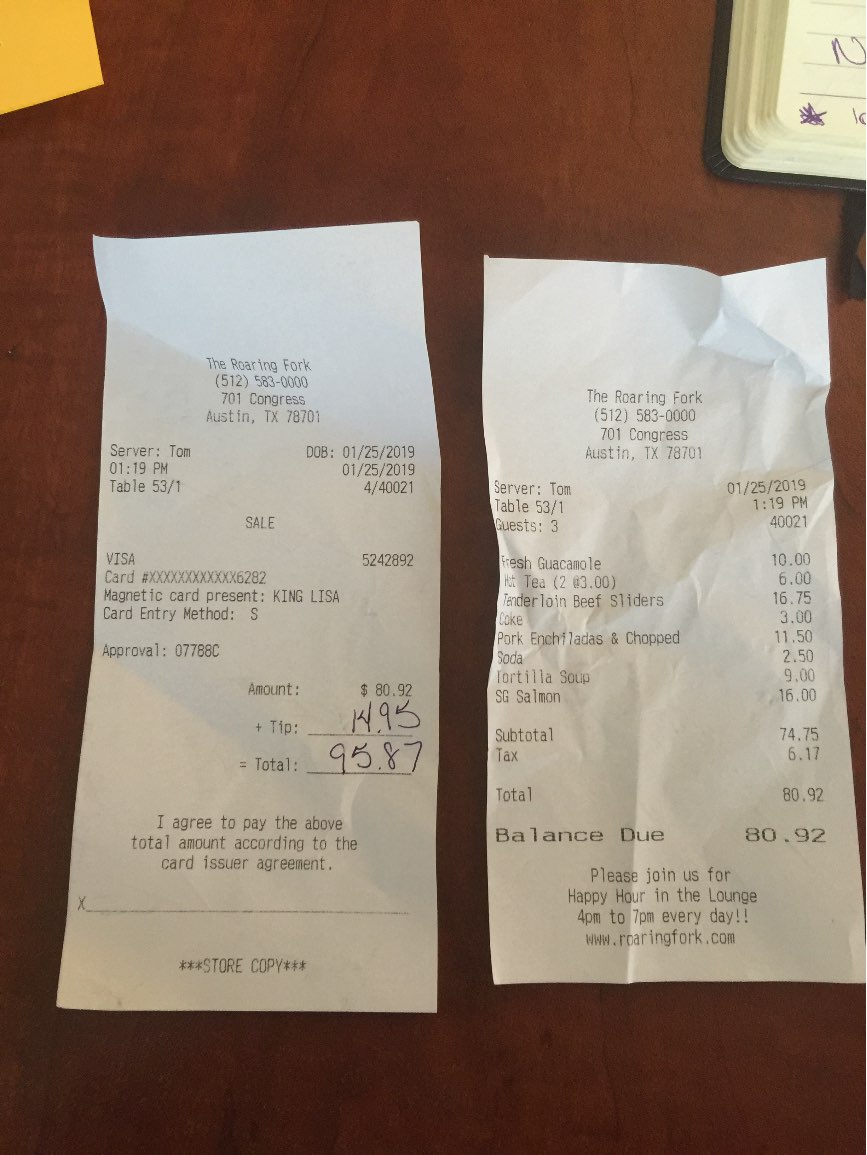 N
The Roaring Fork
(512) 583-0000
701 Congress
Austin, TX 78701
Server: Tom DOB: 01/25/2019
01:19 PM 01/25/2019
Table 53/1 4/40021
SALE
VISA 5242892
Card #XXXXXXXXXXXX6282
Magnetic card present: KING LISA
Card Entry Method: S
Approval: 07788C
Amount: $ 80.92
+ Tip: 14.95
= Total: 95.87
I agree to pay the above
total amount according to the
card issuer agreement.
X
***STORE COPY***
The Roaring Fork
(512) 583-0000
701 Congress
Austin, TX 78701
Server: Tom 01/25/2019
Table 53/1 1:19 PM
Guests: 3 40021
Fresh Guacamole 10.00
Hot Tea (2 @3.00) 6.00
Tenderloin Beef Sliders 16.75
Coke 3.00
Pork Enchiladas & Chopped 11.50
Soda 2.50
Tortilla Soup 9.00
SG Salmon 16.00
Subtotal 74.75
Tax 6.17
Total 80.92
Balance Due 80.92
Please join us for
Happy Hour in the Lounge
4pm to 7pm every day!!
www.roaringfork.com